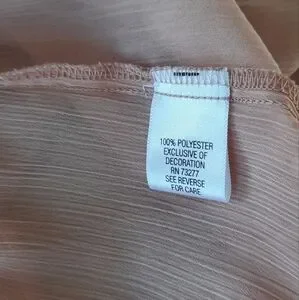 100% POLYESTER
EXCLUSIVE OF
DECORATION
RN 73277
SEE REVERSE
FOR CARE